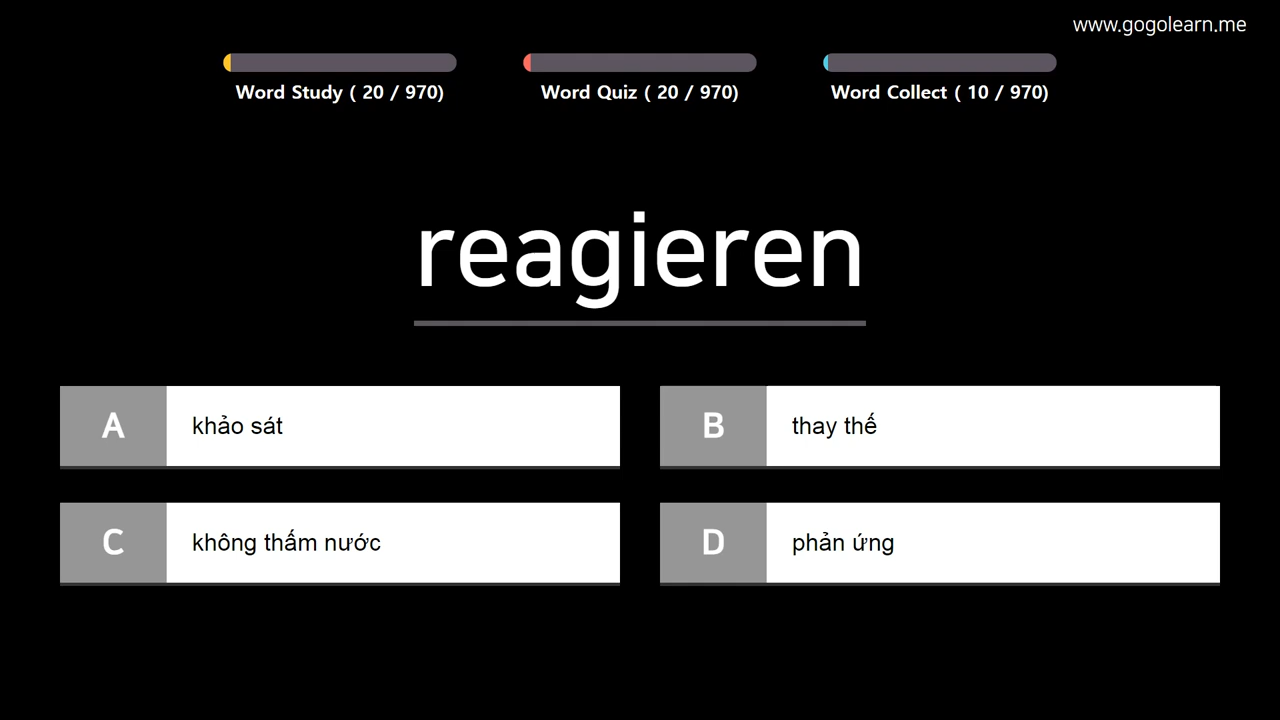 www.gogolearn.me
Word Study ( 20 / 970)
Word Quiz ( 20 / 970)
Word Collect ( 10 / 970)
reagieren
A khảo sát
B thay thế
C không thấm nước
D phản ứng